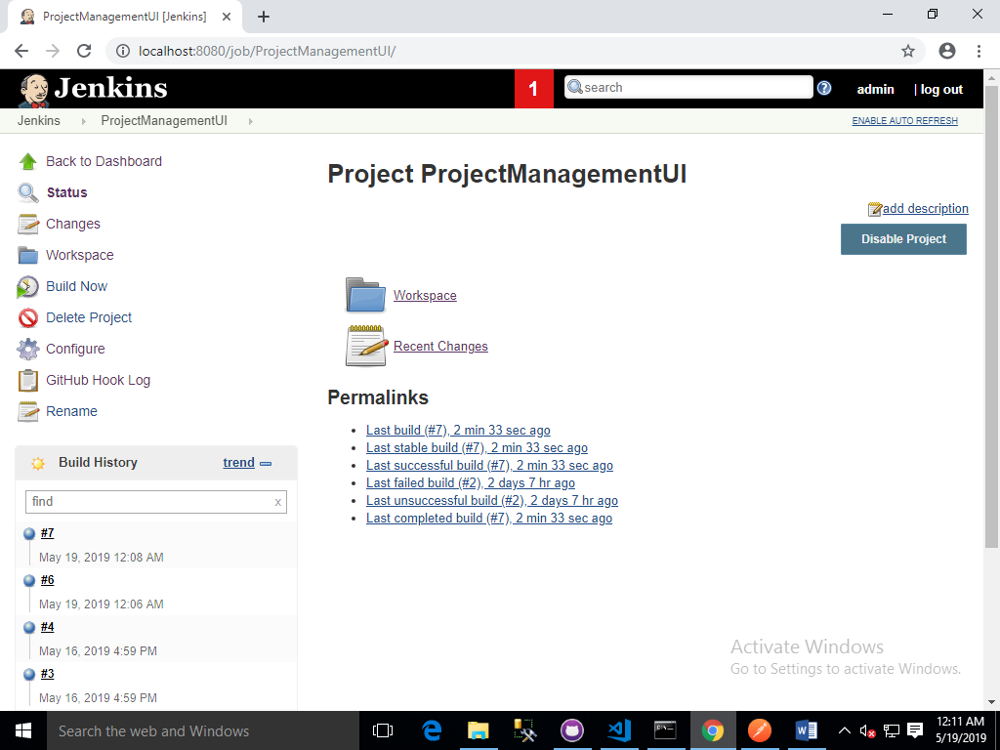 ProjectManagementUI [Jenkins]
localhost:8080/job/ProjectManagementUI/
Jenkins
1
search
admin
| log out
Jenkins
ProjectManagementUI
ENABLE AUTO REFRESH
Back to Dashboard
Status
Changes
Workspace
Build Now
Delete Project
Configure
GitHub Hook Log
Rename
Build History
trend
find
x
#7
May 19, 2019 12:08 AM
#6
May 19, 2019 12:06 AM
#4
May 16, 2019 4:59 PM
#3
May 16, 2019 4:59 PM
Project ProjectManagementUI
add description
Disable Project
Workspace
Recent Changes
Permalinks
Last build (#7), 2 min 33 sec ago
Last stable build (#7), 2 min 33 sec ago
Last successful build (#7), 2 min 33 sec ago
Last failed build (#2), 2 days 7 hr ago
Last unsuccessful build (#2), 2 days 7 hr ago
Last completed build (#7), 2 min 33 sec ago
Activate Windows
Go to Settings to activate Windows.
Search the web and Windows
12:11 AM
5/19/2019